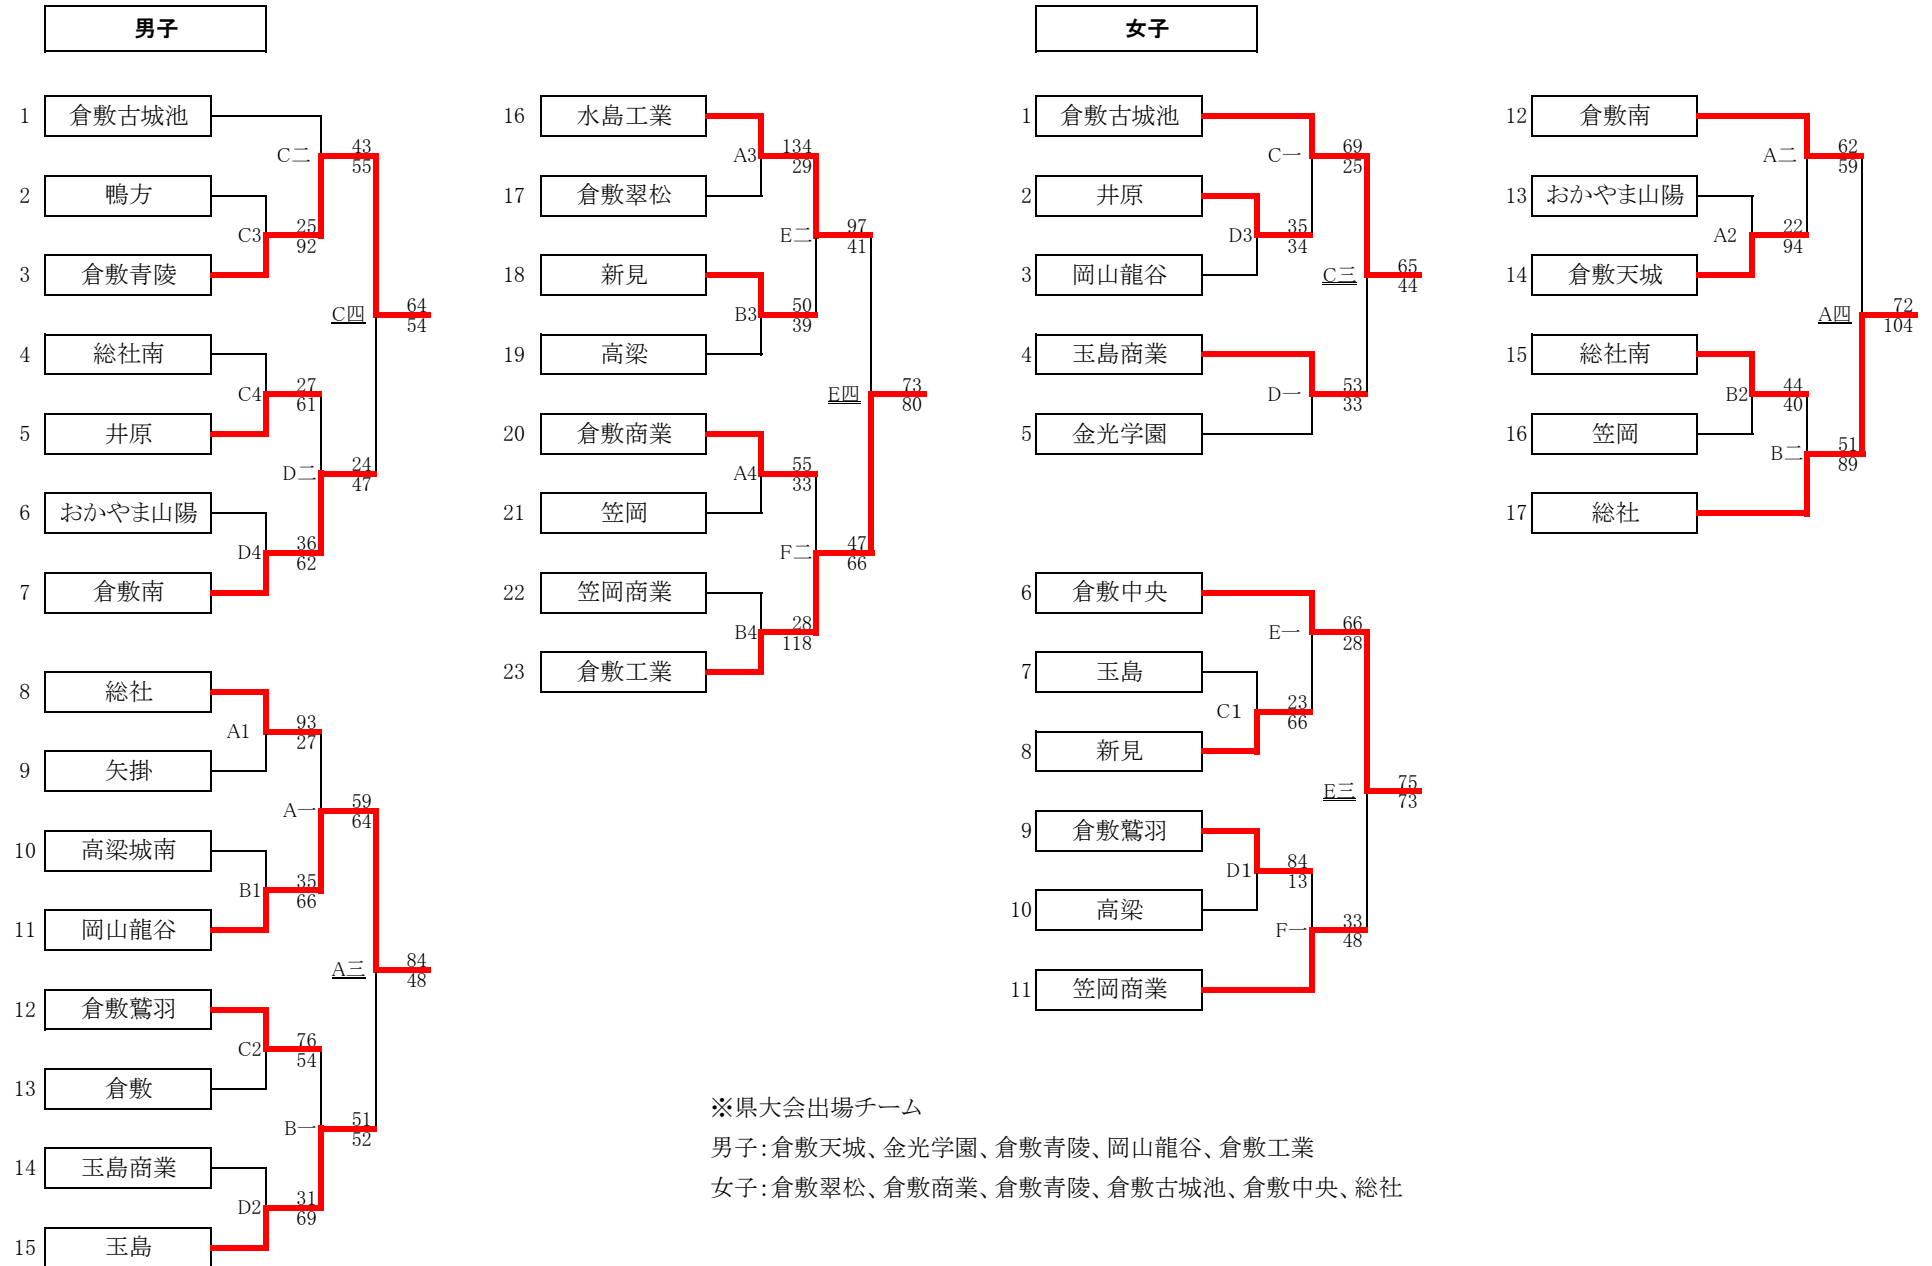 男子
1 倉敷古城池
C二 43 55
2 鴨方
C3 25 92
3 倉敷青陵
C四 64 54
4 総社南
C4 27 61
5 井原
D二 24 47
6 おかやま山陽
D4 36 62
7 倉敷南
8 総社
A1 93 27
9 矢掛
A一 59 64
10 高梁城南
B1 35 66
11 岡山龍谷
A三 84 48
12 倉敷鷲羽
C2 76 54
13 倉敷
B一 51 52
14 玉島商業
D2 31 69
15 玉島
16 水島工業
A3 134 29
17 倉敷翠松
E二 97 41
18 新見
B3 50 39
19 高梁
E四 73 80
20 倉敷商業
A4 55 33
21 笠岡
F二 47 66
22 笠岡商業
B4 28 118
23 倉敷工業
女子
1 倉敷古城池
C一 69 25
2 井原
D3 35 34
3 岡山龍谷
C三 65 44
4 玉島商業
D一 53 33
5 金光学園
6 倉敷中央
E一 66 28
7 玉島
C1 23 66
8 新見
E三 75 73
9 倉敷鷲羽
D1 84 13
10 高梁
F一 33 48
11 笠岡商業
12 倉敷南
A二 62 59
13 おかやま山陽
A2 22 94
14 倉敷天城
A四 72 104
15 総社南
B2 44 40
16 笠岡
B二 51 89
17 総社
※県大会出場チーム
男子：倉敷天城、金光学園、倉敷青陵、岡山龍谷、倉敷工業
女子：倉敷翠松、倉敷商業、倉敷青陵、倉敷古城池、倉敷中央、総社